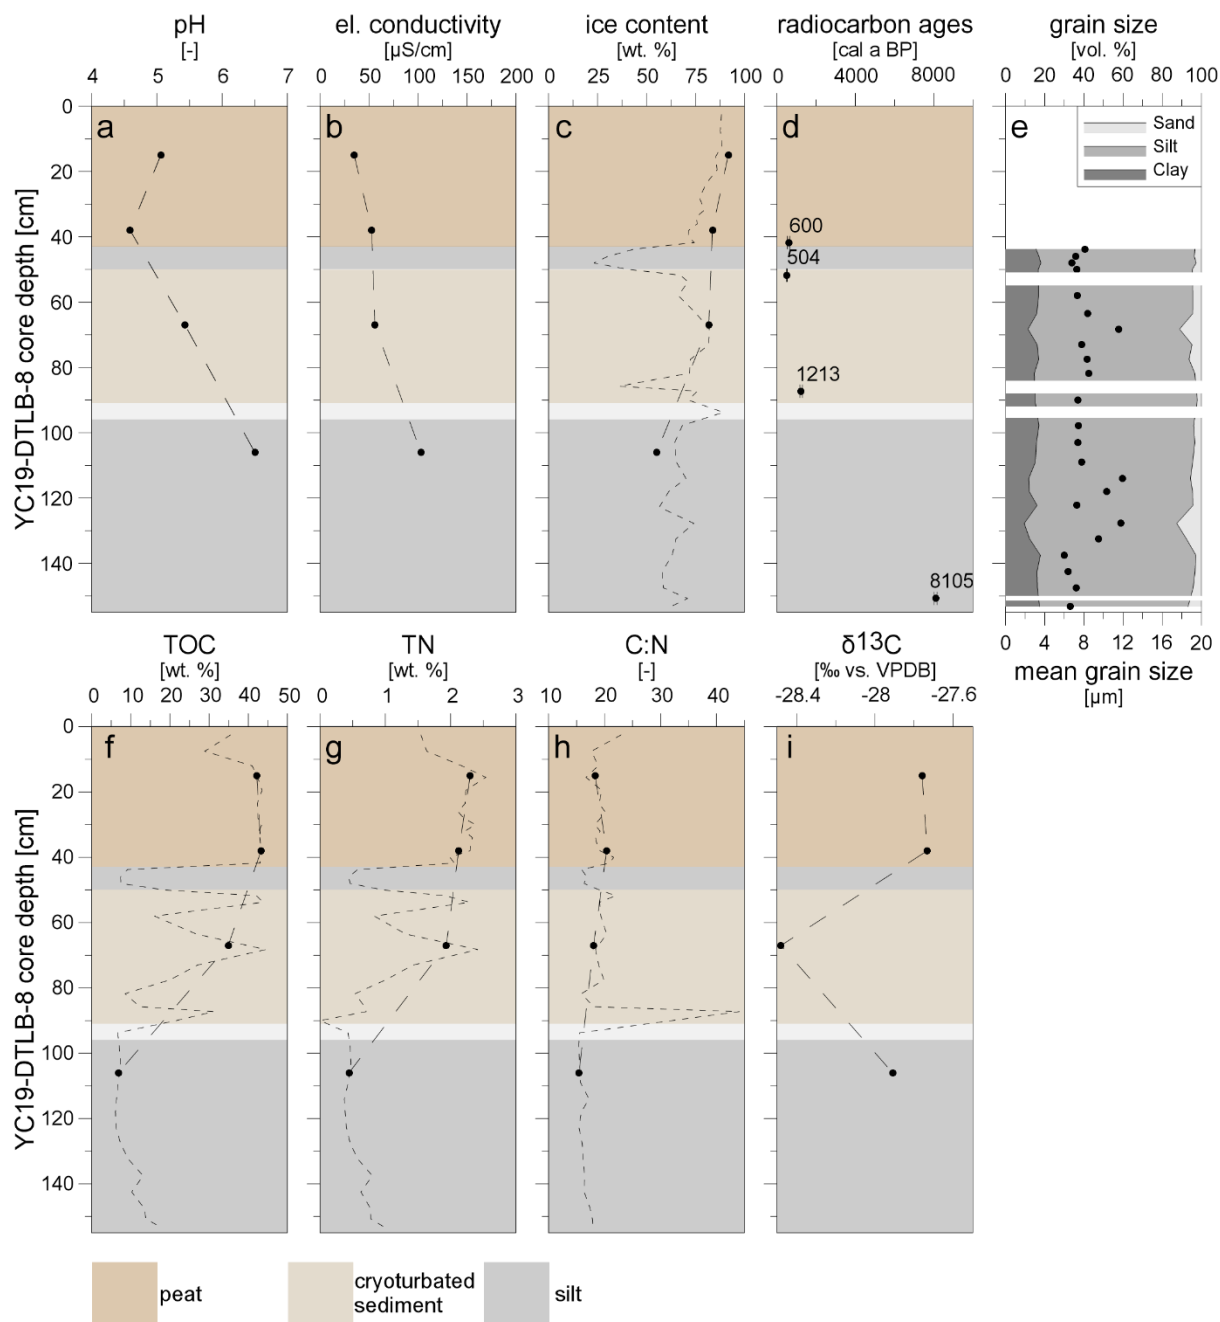 pH
el. conductivity
ice content
radiocarbon ages
grain size
[-]
[µS/cm]
[wt. %]
[cal a BP]
[vol. %]
4 5 6 7
0 50 100 150 200
0 25 50 75 100
0 4000 8000
0 20 40 60 80 100
YC19-DTLB-8 core depth [cm]
0
20
40
60
80
100
120
140
a
b
c
d
e
Sand
Silt
Clay
600
504
1213
8105
0 4 8 12 16 20
mean grain size
[µm]
TOC
TN
C:N
δ13C
[wt. %]
[wt. %]
[-]
[‰ vs. VPDB]
0 10 20 30 40 50
0 1 2 3
10 20 30 40
-28.4 -28 -27.6
YC19-DTLB-8 core depth [cm]
0
20
40
60
80
100
120
140
f
g
h
i
peat
cryoturbated
sediment
silt